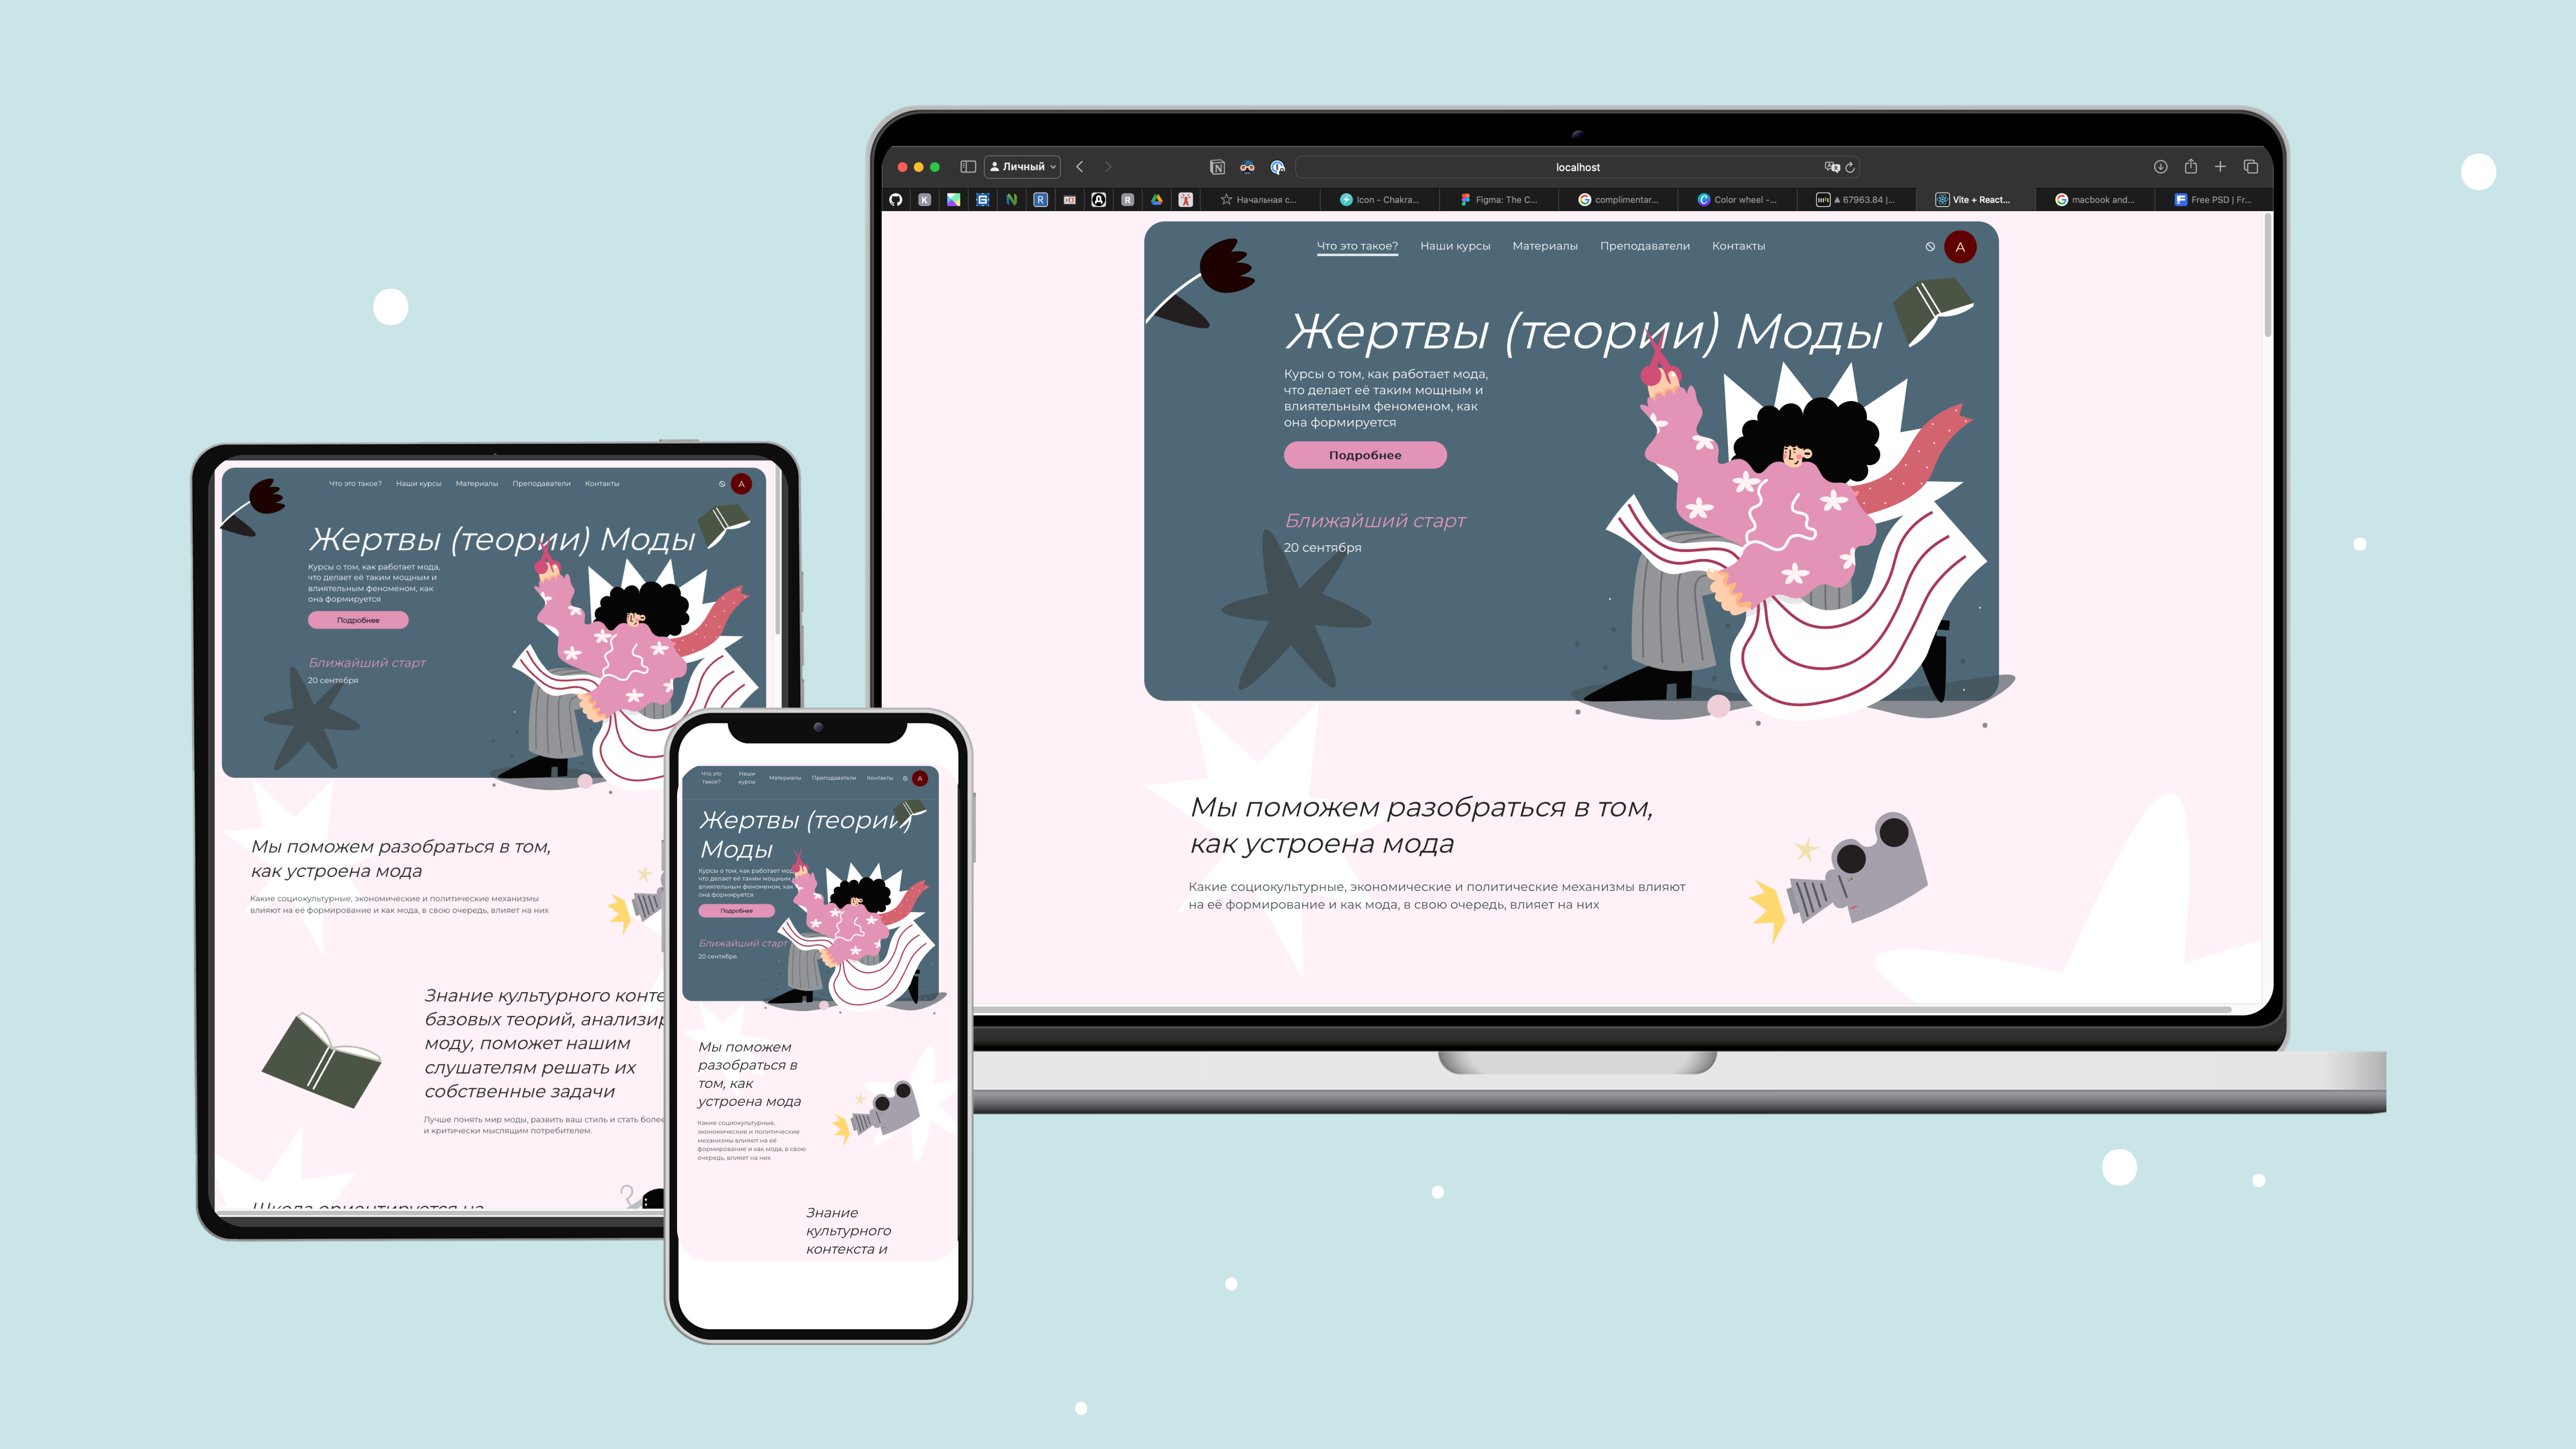 Личный
localhost
Начальная с...
Icon - Chakra...
Figma: The C...
complimentar...
Color wheel -...
▲ 67963.84 |...
Vite + React...
macbook and...
Free PSD | Fr...
Что это такое? Наши курсы Материалы Преподаватели Контакты
A
Жертвы (теории) Моды
Курсы о том, как работает мода,
что делает её таким мощным и
влиятельным феноменом, как
она формируется
Подробнее
Ближайший старт
20 сентября
Мы поможем разобраться в том,
как устроена мода
Какие социокультурные, экономические и политические механизмы влияют
на её формирование и как мода, в свою очередь, влияет на них
Что это такое? Наши курсы Материалы Преподаватели Контакты
A
Жертвы (теории) Моды
Курсы о том, как работает мода,
что делает её таким мощным и
влиятельным феноменом, как
она формируется
Подробнее
Ближайший старт
20 сентября
Мы поможем разобраться в том,
как устроена мода
Какие социокультурные, экономические и политические механизмы
влияют на её формирование и как мода, в свою очередь, влияет на них
Знание культурного конте
базовых теорий, анализир
моду, поможет нашим
слушателям решать их
собственные задачи
Лучше понять мир моды, развить ваш стиль и стать более
и критически мыслящим потребителем.
Школа ориентируется на
Что это
такое?
Наши
курсы
Материалы Преподаватели Контакты
A
Жертвы (теории)
Моды
Курсы о том, как работает мода,
что делает её таким мощным и
влиятельным феноменом, как
она формируется
Подробнее
Ближайший старт
20 сентября
Мы поможем
разобраться в
том, как
устроена мода
Какие социокультурные,
экономические и политические
механизмы влияют на её
формирование и как мода, в свою
очередь, влияет на них
Знание
культурного
контекста и